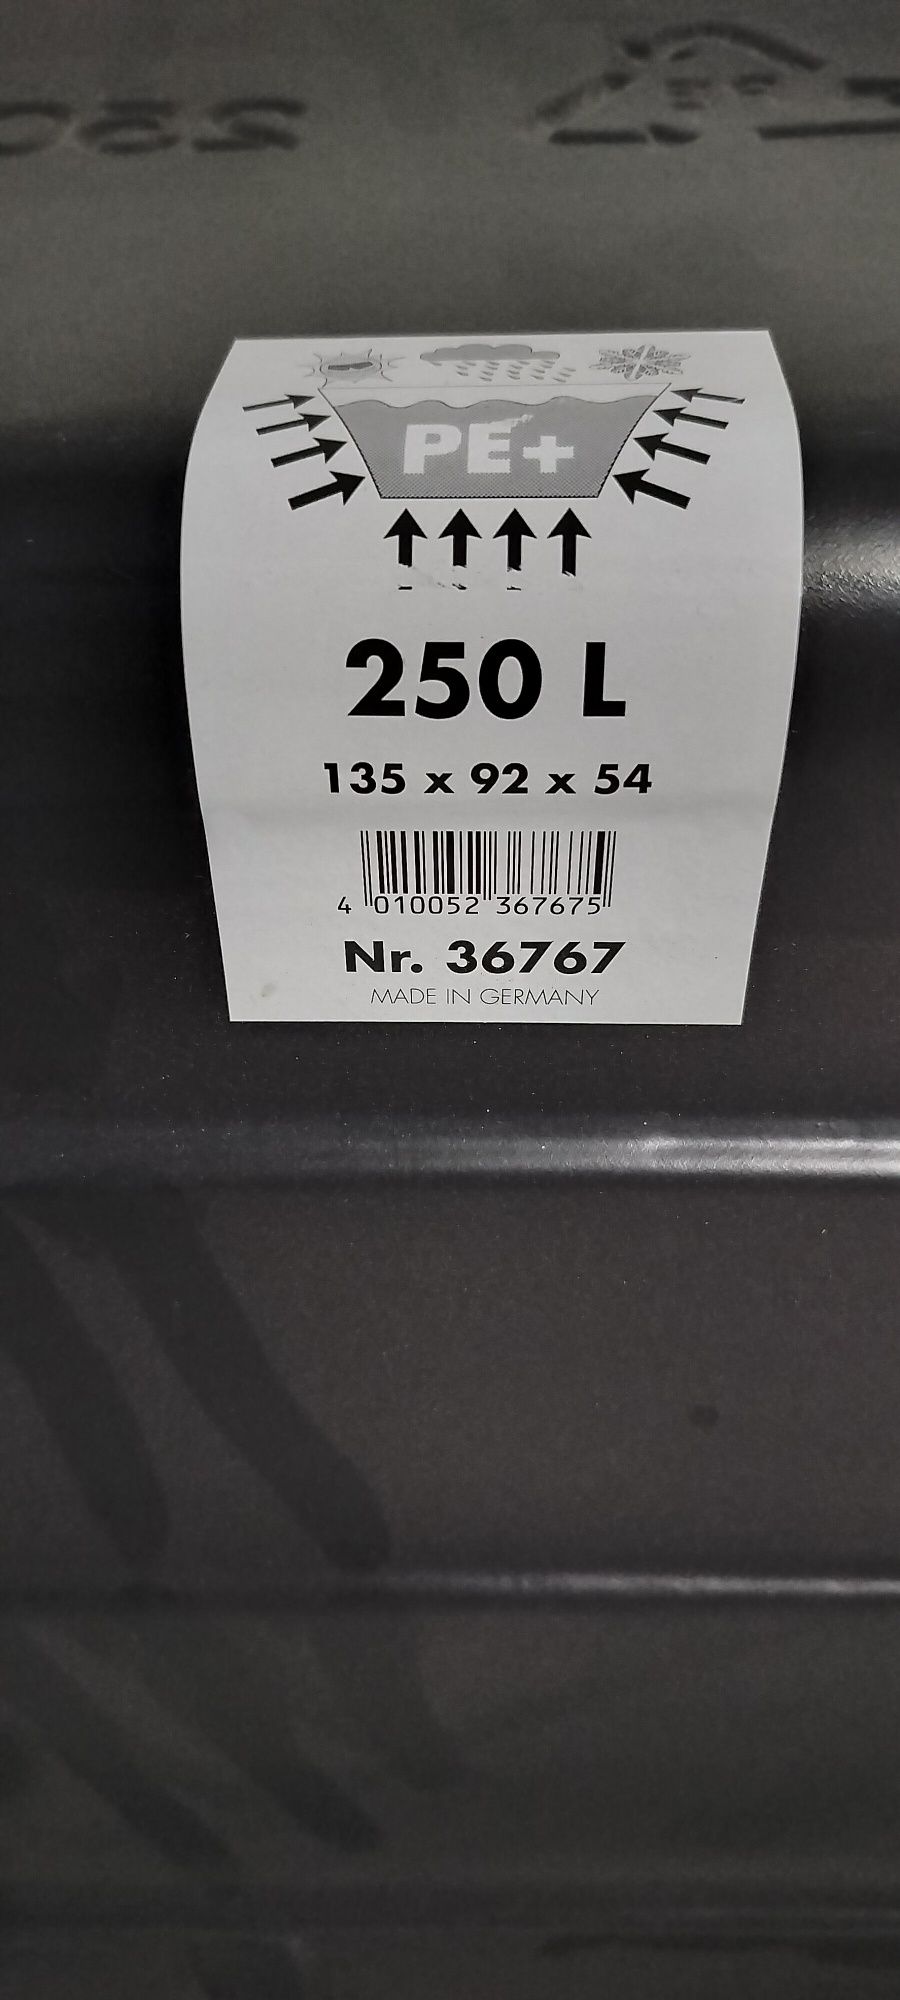 PE+
250 L
135 x 92 x 54
4 010052 367675
Nr. 36767
MADE IN GERMANY